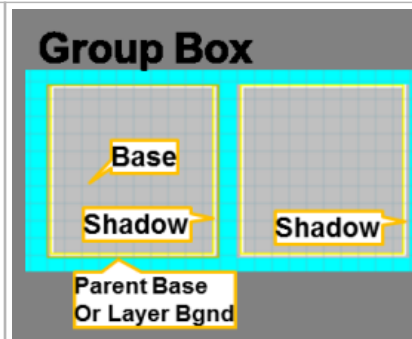 Group Box
Base
Shadow
Shadow
Parent Base
Or Layer Bgnd